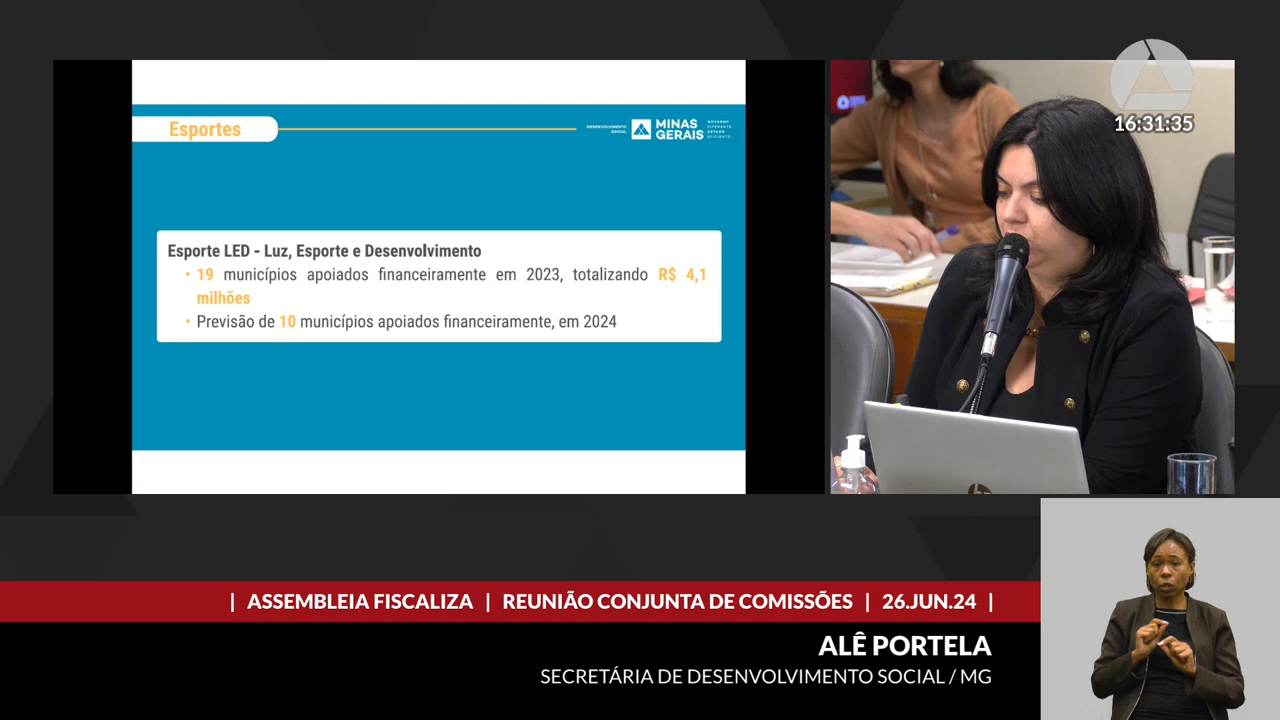 16:31:35
Esportes
DESENVOLVIMENTO
SOCIAL
MINAS
GERAIS
GOVERNO
DIFERENTE.
ESTADO
EFICIENTE.
Esporte LED - Luz, Esporte e Desenvolvimento
• 19 municípios apoiados financeiramente em 2023, totalizando R$ 4,1
milhões
• Previsão de 10 municípios apoiados financeiramente, em 2024
| ASSEMBLEIA FISCALIZA | REUNIÃO CONJUNTA DE COMISSÕES | 26.JUN.24 |
ALÊ PORTELA
SECRETÁRIA DE DESENVOLVIMENTO SOCIAL / MG